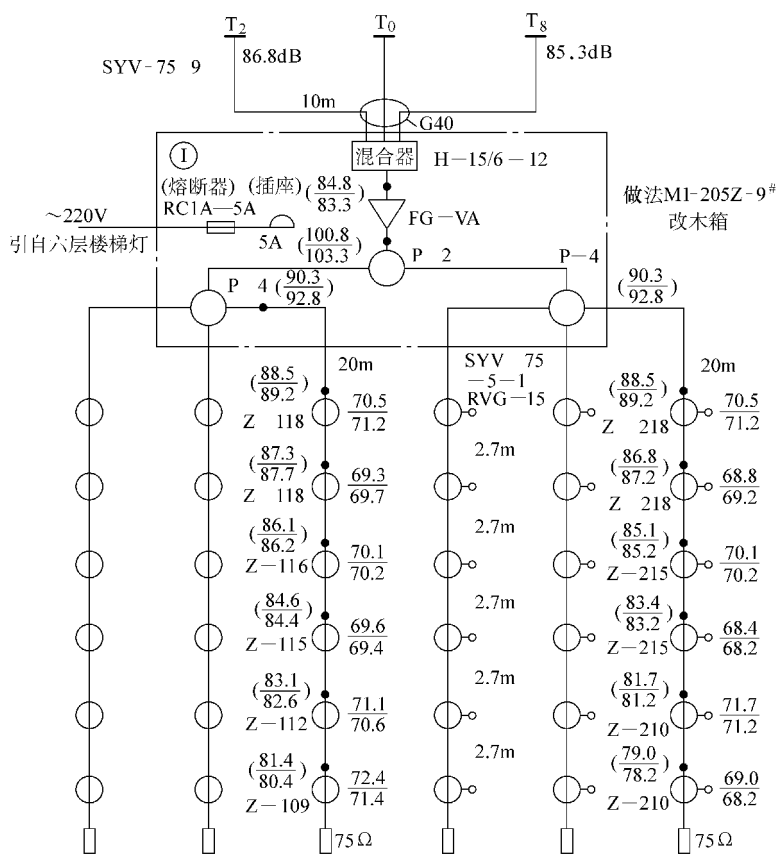 T2 T0 T8
86.8dB 85.3dB
SYV-75 9
10m
G40
I
混合器 H-15/6-12
(熔断器) (插座) (84.8/83.3)
RC1A—5A
做法M1-205Z-9#
改木箱
~220V
FG-VA
引自六层楼梯灯 5A (100.8/103.3)
P 2 P-4
P 4 (90.3/92.8) (90.3/92.8)
20m SYV 75 20m
-5-1
RVG-15
(88.5/89.2) 70.5/71.2 (88.5/89.2) 70.5/71.2
Z 118 Z 218
2.7m
(87.3/87.7) 69.3/69.7 (86.8/87.2) 68.8/69.2
Z 118 Z 218
2.7m
(86.1/86.2) 70.1/70.2 (85.1/85.2) 70.1/70.2
Z-116 Z-215
2.7m
(84.6/84.4) 69.6/69.4 (83.4/83.2) 68.4/68.2
Z-115 Z-215
2.7m
(83.1/82.6) 71.1/70.6 (81.7/81.2) 71.7/71.2
Z-112 Z-210
2.7m
(81.4/80.4) 72.4/71.4 (79.0/78.2) 69.0/68.2
Z-109 Z-210
75Ω 75Ω